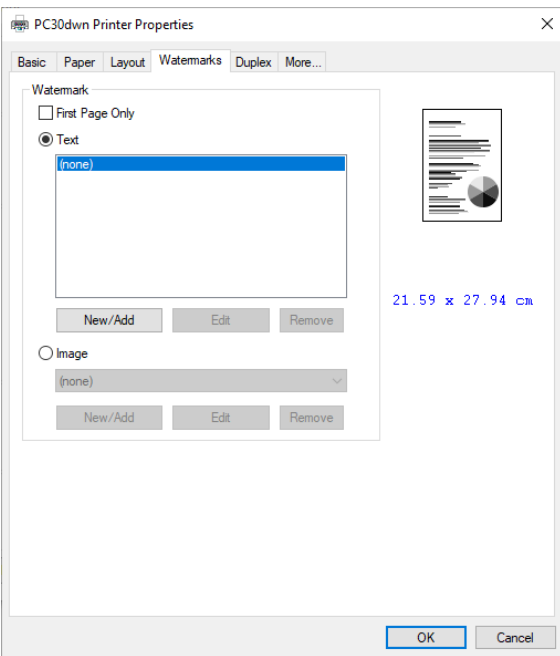 PC30dwn Printer Properties
Basic Paper Layout Watermarks Duplex More...
Watermark
First Page Only
Text
(none)
New/Add Edit Remove
21.59 x 27.94 cm
Image
(none)
New/Add Edit Remove
OK Cancel